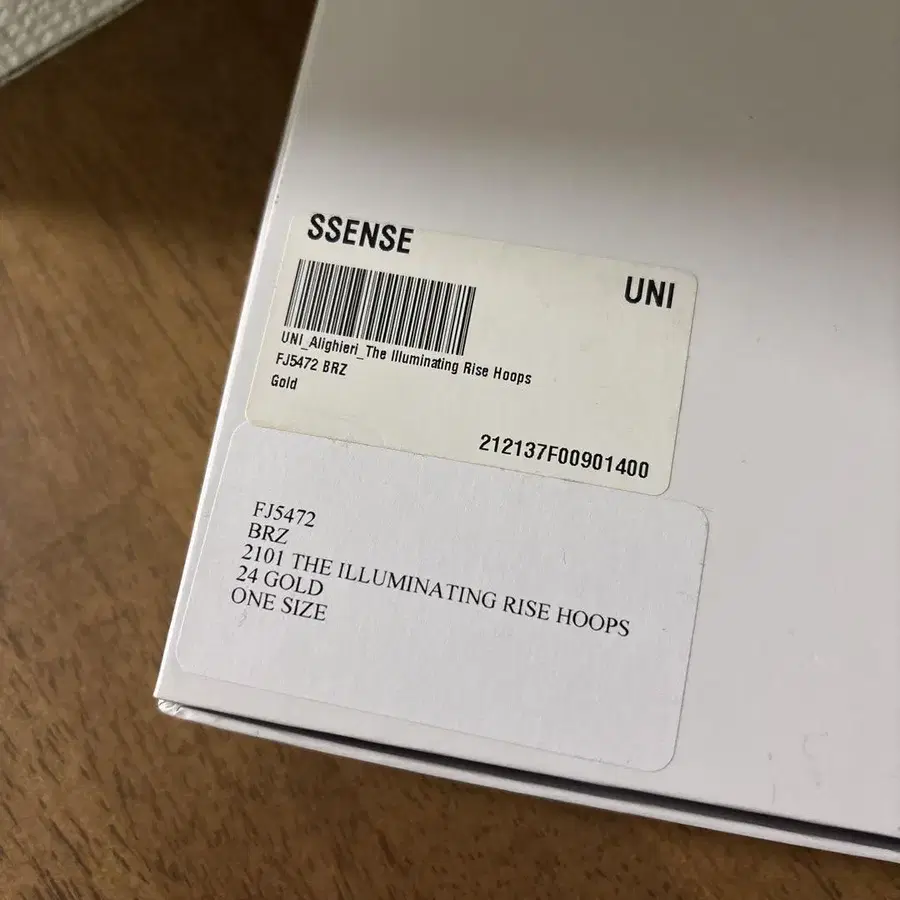 SSENSE
UNI
UNI_Alighieri_The Illuminating Rise Hoops
FJ5472 BRZ
Gold
212137F00901400
FJ5472
BRZ
2101 THE ILLUMINATING RISE HOOPS
24 GOLD
ONE SIZE